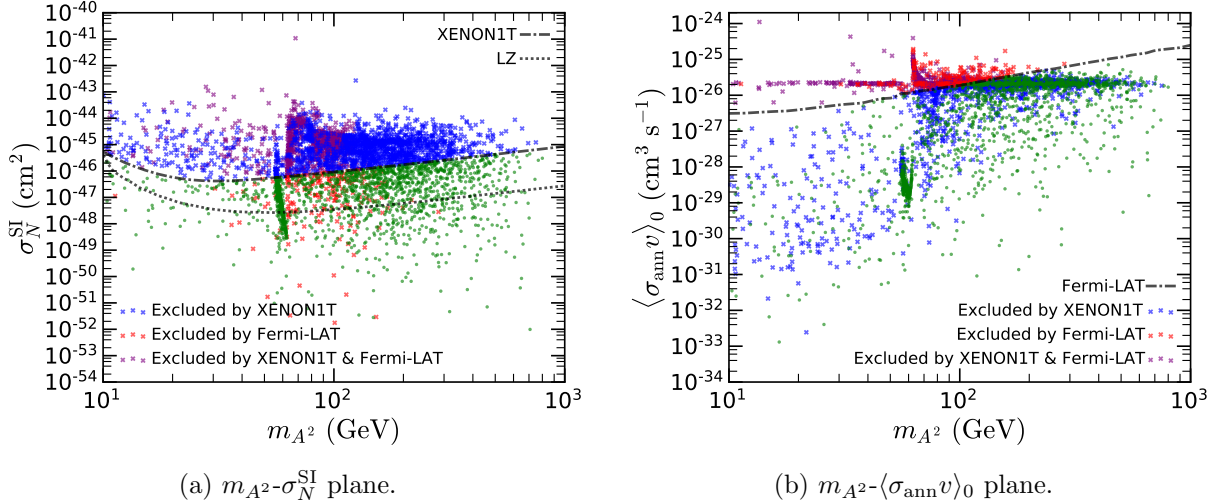 10^{-40}
10^{-41}
10^{-42}
10^{-43}
10^{-44}
10^{-45}
10^{-46}
10^{-47}
10^{-48}
10^{-49}
10^{-50}
10^{-51}
10^{-52}
10^{-53}
10^{-54}
σ_N^{SI} (cm^2)
XENON1T
LZ
Excluded by XENON1T
Excluded by Fermi-LAT
Excluded by XENON1T & Fermi-LAT
10^1 10^2 10^3
m_{A^2} (GeV)
(a) m_{A^2}-σ_N^{SI} plane.
10^{-24}
10^{-25}
10^{-26}
10^{-27}
10^{-28}
10^{-29}
10^{-30}
10^{-31}
10^{-32}
10^{-33}
10^{-34}
⟨σ_{ann}v⟩_0 (cm^3 s^{-1})
Fermi-LAT
Excluded by XENON1T
Excluded by Fermi-LAT
Excluded by XENON1T & Fermi-LAT
10^1 10^2 10^3
m_{A^2} (GeV)
(b) m_{A^2}-⟨σ_{ann}v⟩_0 plane.